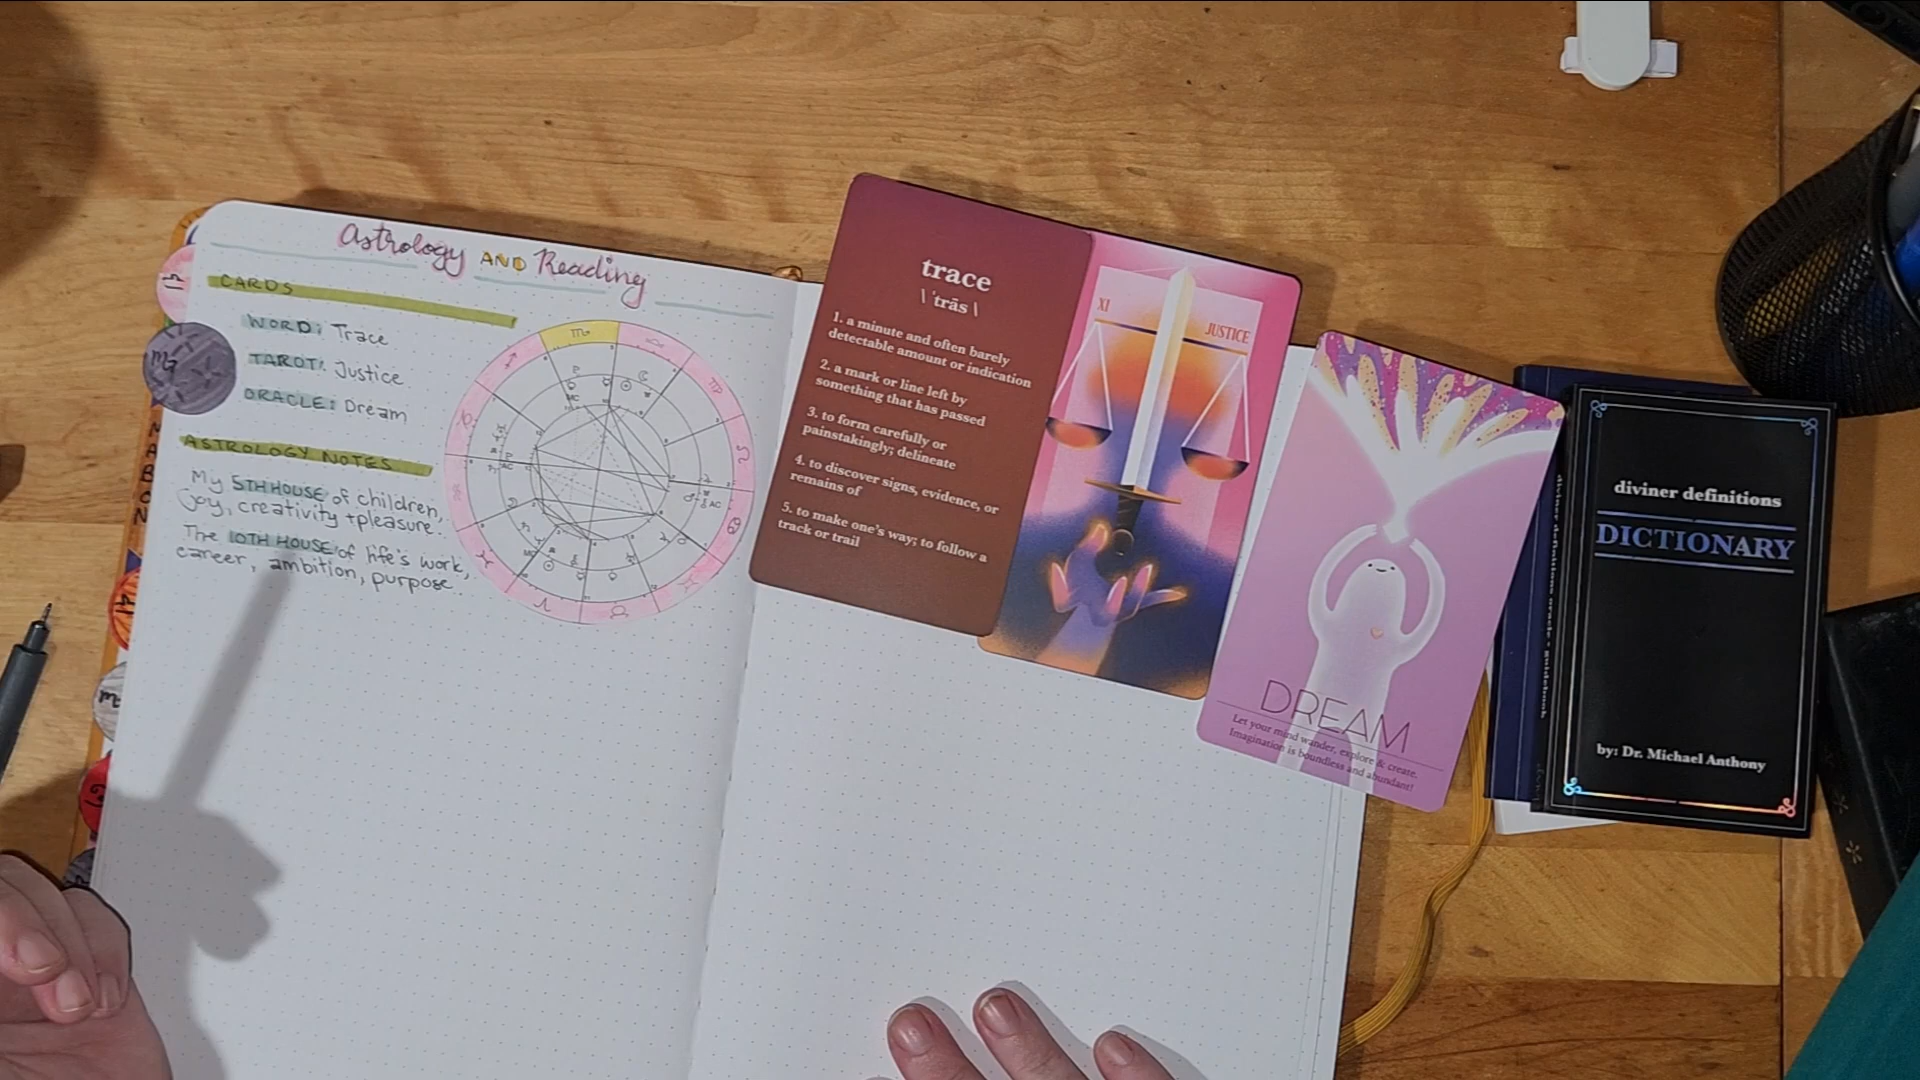 Astrology AND Reading
CARDS
WORD: Trace
TAROT: Justice
ORACLE: Dream
ASTROLOGY NOTES
My 5TH HOUSE of children,
joy, creativity + pleasure.
The 10TH HOUSE of life's work,
career, ambition, purpose.
MABON
trace
\ ˈtrās \
1. a minute and often barely
detectable amount or indication
2. a mark or line left by
something that has passed
3. to form carefully or
painstakingly; delineate
4. to discover signs, evidence, or
remains of
5. to make one's way; to follow a
track or trail
XI
JUSTICE
DREAM
Let your mind wander, explore & create.
Imagination is boundless and abundant!
diviner definitions
DICTIONARY
by: Dr. Michael Anthony